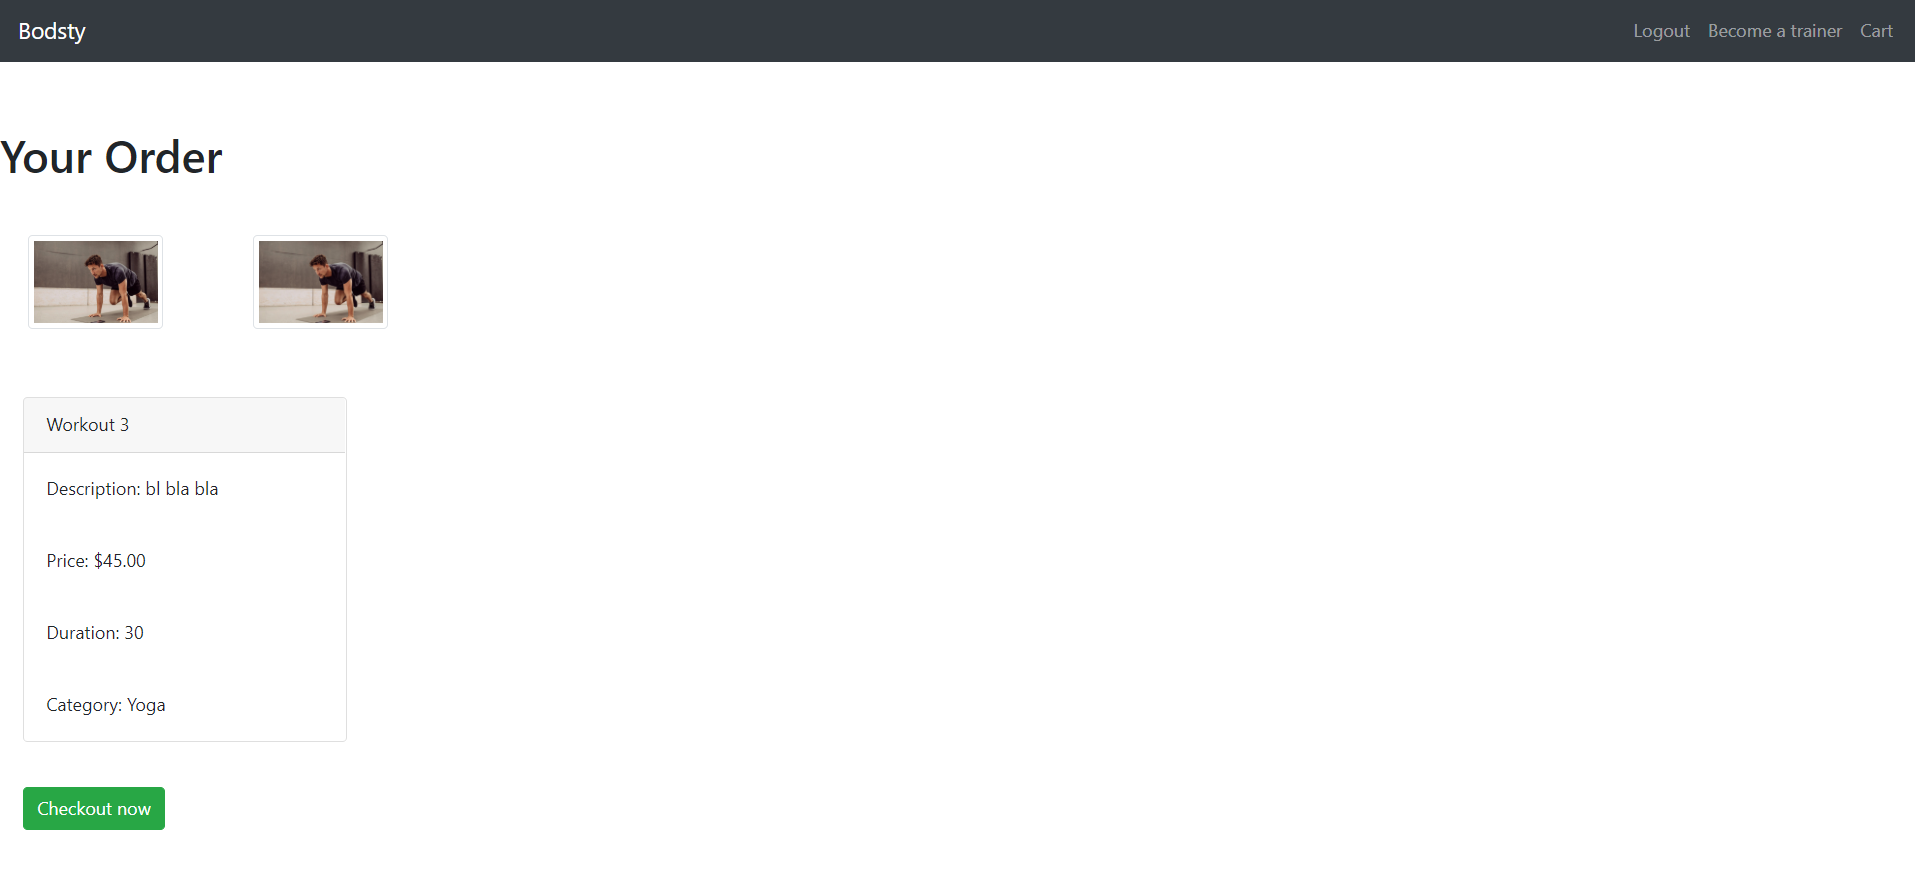 Bodsty
Logout Become a trainer Cart
Your Order
Workout 3
Description: bl bla bla
Price: $45.00
Duration: 30
Category: Yoga
Checkout now